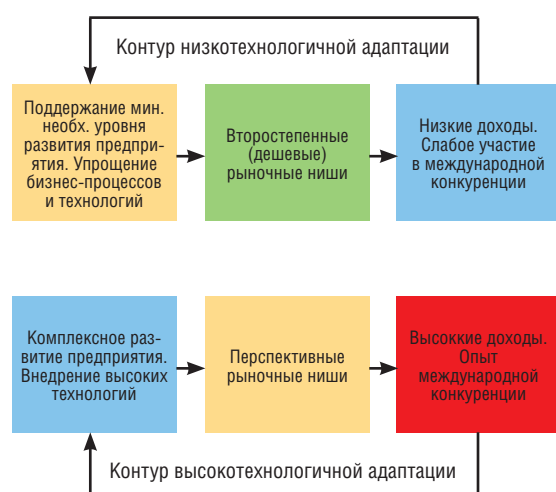 Контур низкотехнологичной адаптации
Поддержание мин.
необх. уровня
развития предпри-
ятия. Упрощение
бизнес-процессов
и технологий
Второстепенные
(дешевые)
рыночные ниши
Низкие доходы.
Слабое участие
в международной
конкуренции
Комплексное раз-
витие предприятия.
Внедрение высоких
технологий
Перспективные
рыночные ниши
Высоккие доходы.
Опыт
международной
конкуренции
Контур высокотехнологичной адаптации